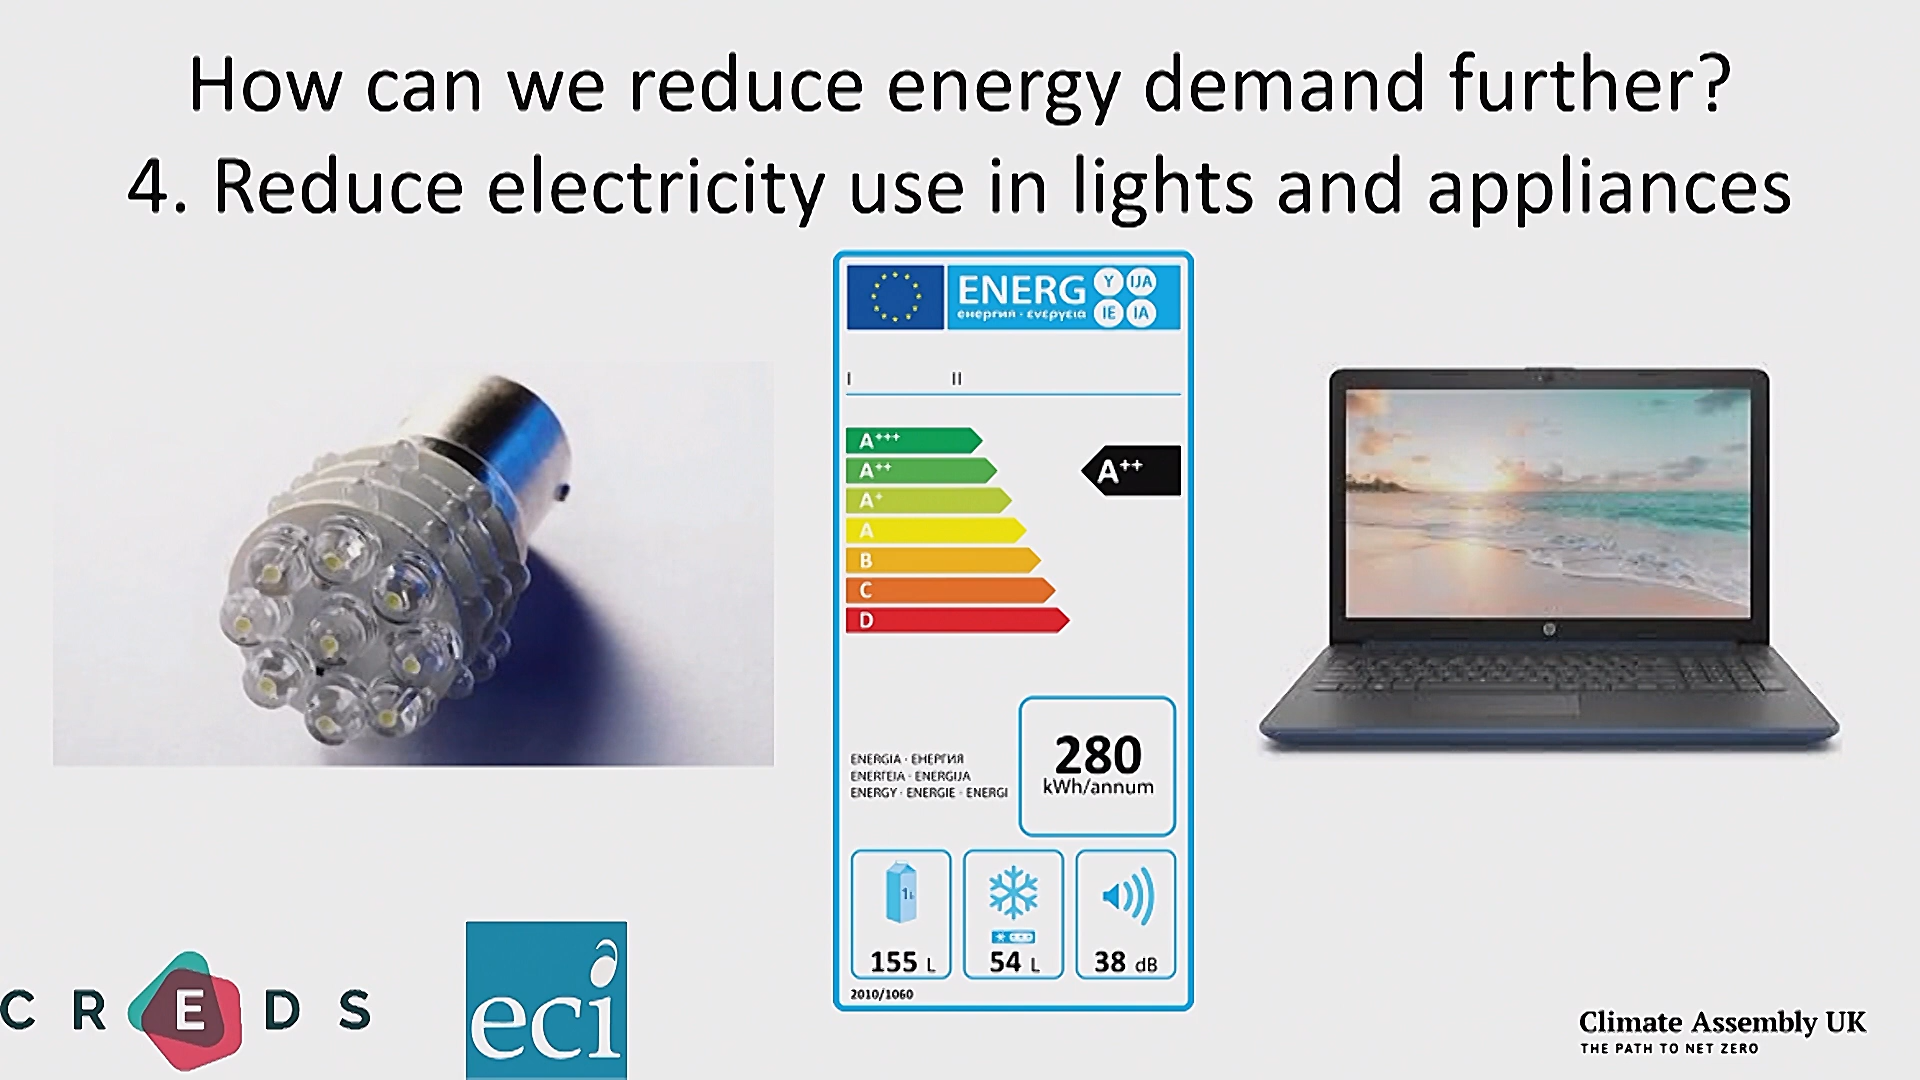 How can we reduce energy demand further?
4. Reduce electricity use in lights and appliances
ENERG Y IJA
енергия · ενεργεια IE IA
I II
A+++
A++
A++
A+
A
B
C
D
280
kWh/annum
ENERGIA · ЕНЕРГИЯ
ΕΝΕΡΓΕΙΑ · ENERGIJA
ENERGY · ENERGIE · ENERGI
1L
155 L
54 L
38 dB
2010/1060
C R E D S
eci
Climate Assembly UK
THE PATH TO NET ZERO